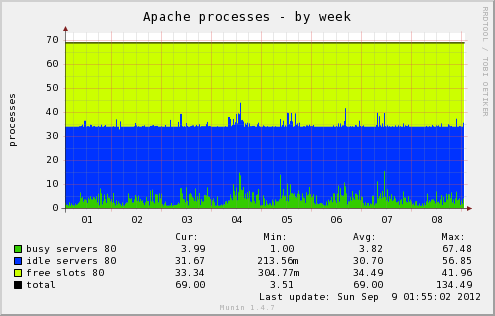 Apache processes - by week
RRDTOOL / TOBI OETIKER
processes
70
60
50
40
30
20
10
0
01 02 03 04 05 06 07 08
Cur: Min: Avg: Max:
busy servers 80 3.99 1.00 3.82 67.48
idle servers 80 31.67 213.56m 30.70 56.85
free slots 80 33.34 304.77m 34.49 41.96
total 69.00 3.51 69.00 134.49
Last update: Sun Sep 9 01:55:02 2012
Munin 1.4.7